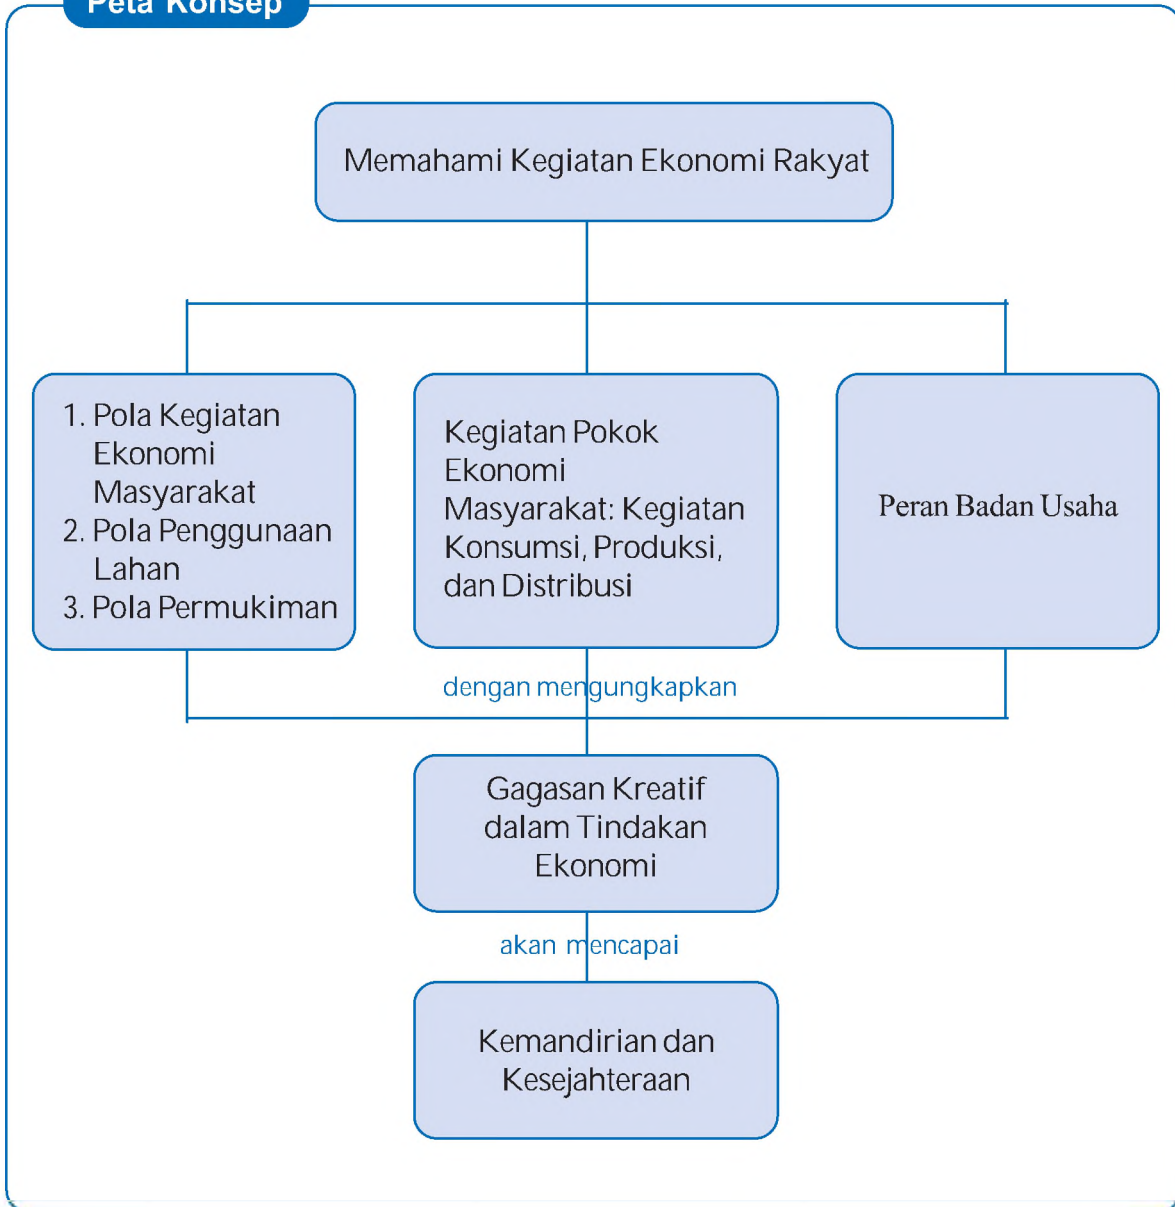 Peta Konsep
Memahami Kegiatan Ekonomi Rakyat
1. Pola Kegiatan
Ekonomi
Masyarakat
2. Pola Penggunaan
Lahan
3. Pola Permukiman
Kegiatan Pokok
Ekonomi
Masyarakat: Kegiatan
Konsumsi, Produksi,
dan Distribusi
Peran Badan Usaha
dengan mengungkapkan
Gagasan Kreatif
dalam Tindakan
Ekonomi
akan mencapai
Kemandirian dan
Kesejahteraan